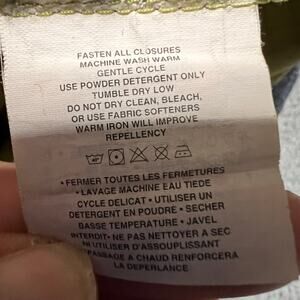 FASTEN ALL CLOSURES
MACHINE WASH WARM
GENTLE CYCLE
USE POWDER DETERGENT ONLY
TUMBLE DRY LOW
DO NOT DRY CLEAN, BLEACH,
OR USE FABRIC SOFTENERS
WARM IRON WILL IMPROVE
REPELLENCY
• FERMER TOUTES LES FERMETURES
• LAVAGE MACHINE EAU TIEDE
CYCLE DELICAT • UTILISER UN
DETERGENT EN POUDRE • SECHER
BASSE TEMPERATURE • JAVEL
INTERDIT • NE PAS NETTOYER A SEC
NI UTILISER D'ASSOUPLISSANT
PASSAGE A CHAUD RENFORCERA
LA DEPERLANCE